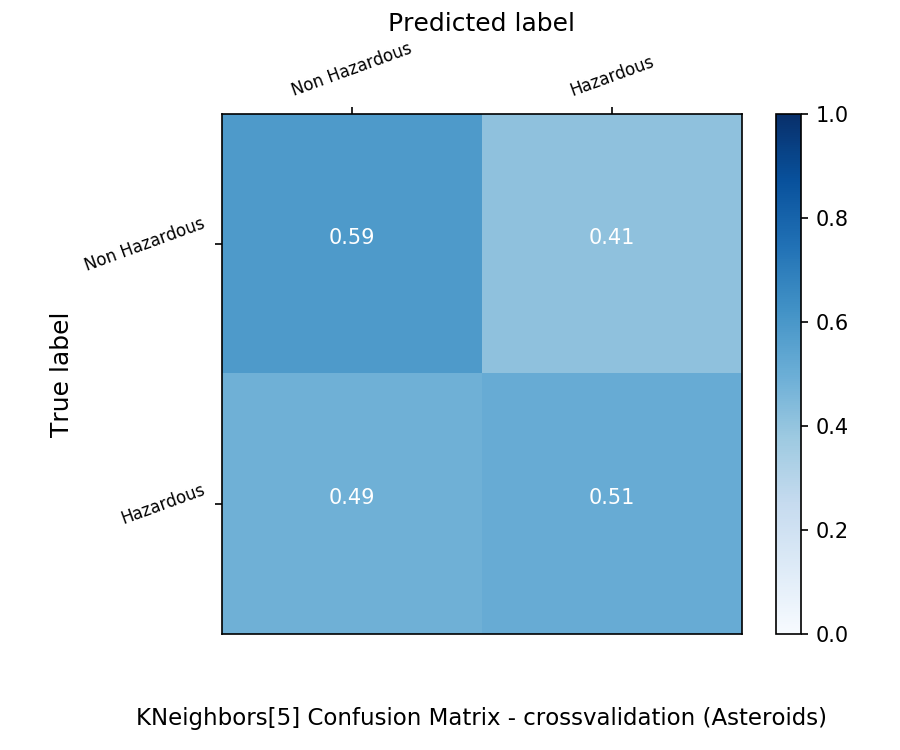 Predicted label
Non Hazardous
Hazardous
1.0
0.8
0.6
0.4
0.2
0.0
True label
Non Hazardous
0.59
0.41
Hazardous
0.49
0.51
KNeighbors[5] Confusion Matrix - crossvalidation (Asteroids)